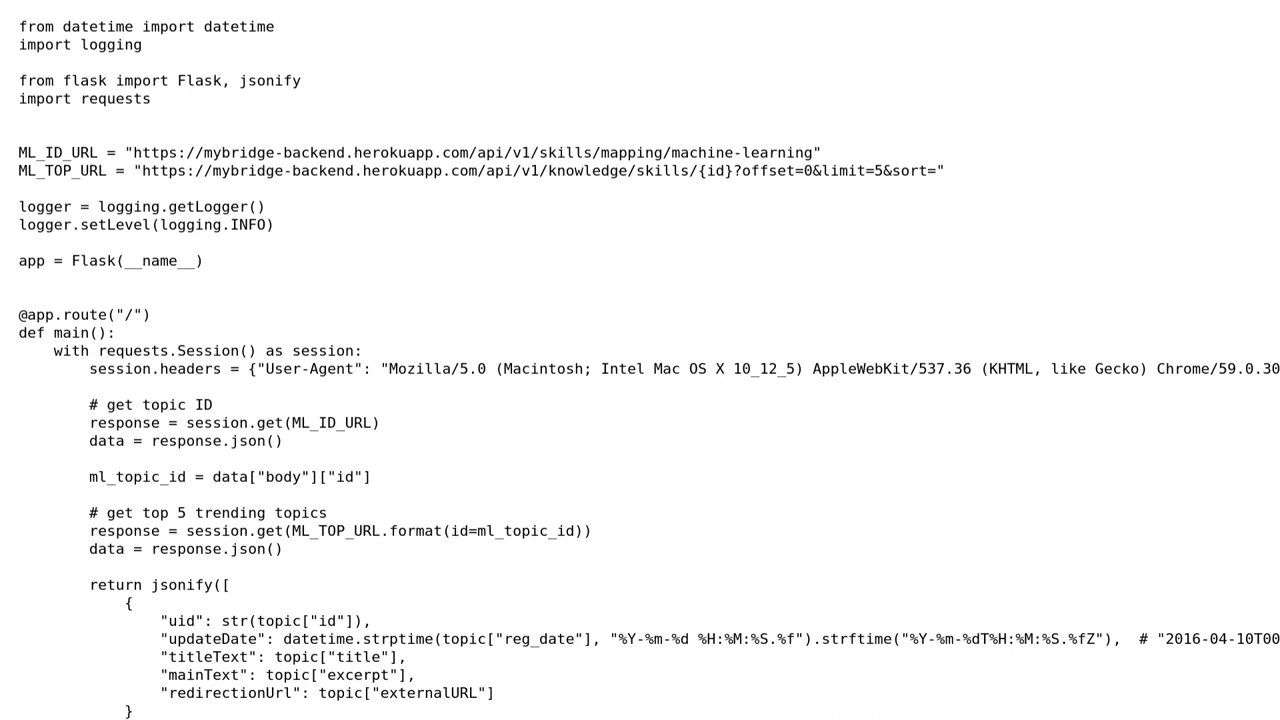 from datetime import datetime
import logging

from flask import Flask, jsonify
import requests


ML_ID_URL = "https://mybridge-backend.herokuapp.com/api/v1/skills/mapping/machine-learning"
ML_TOP_URL = "https://mybridge-backend.herokuapp.com/api/v1/knowledge/skills/{id}?offset=0&limit=5&sort="

logger = logging.getLogger()
logger.setLevel(logging.INFO)

app = Flask(__name__)


@app.route("/")
def main():
    with requests.Session() as session:
        session.headers = {"User-Agent": "Mozilla/5.0 (Macintosh; Intel Mac OS X 10_12_5) AppleWebKit/537.36 (KHTML, like Gecko) Chrome/59.0.30

        # get topic ID
        response = session.get(ML_ID_URL)
        data = response.json()

        ml_topic_id = data["body"]["id"]

        # get top 5 trending topics
        response = session.get(ML_TOP_URL.format(id=ml_topic_id))
        data = response.json()

        return jsonify([
            {
                "uid": str(topic["id"]),
                "updateDate": datetime.strptime(topic["reg_date"], "%Y-%m-%d %H:%M:%S.%f").strftime("%Y-%m-%dT%H:%M:%S.%fZ"),  # "2016-04-10T00
                "titleText": topic["title"],
                "mainText": topic["excerpt"],
                "redirectionUrl": topic["externalURL"]
            }